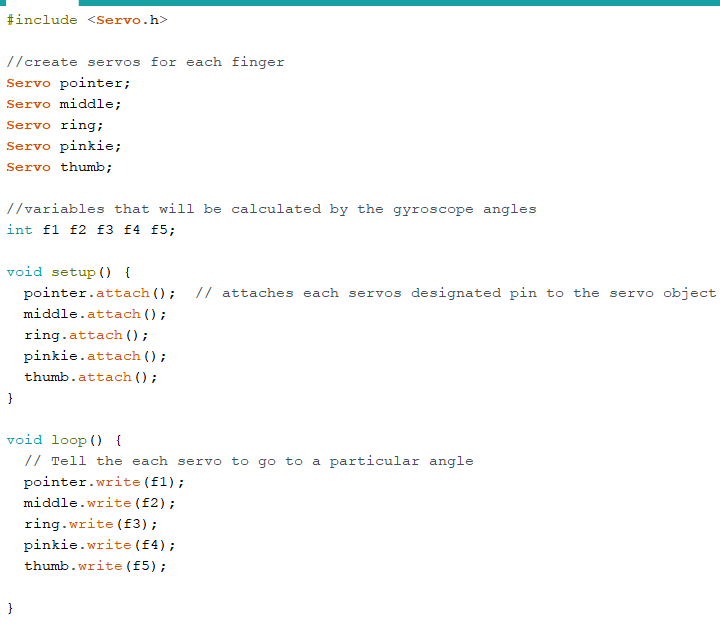 #include <Servo.h>

//create servos for each finger
Servo pointer;
Servo middle;
Servo ring;
Servo pinkie;
Servo thumb;

//variables that will be calculated by the gyroscope angles
int f1 f2 f3 f4 f5;

void setup() {
  pointer.attach();  // attaches each servos designated pin to the servo object
  middle.attach();
  ring.attach();
  pinkie.attach();
  thumb.attach();
}

void loop() {
  // Tell the each servo to go to a particular angle
  pointer.write(f1);
  middle.write(f2);
  ring.write(f3);
  pinkie.write(f4);
  thumb.write(f5);

}